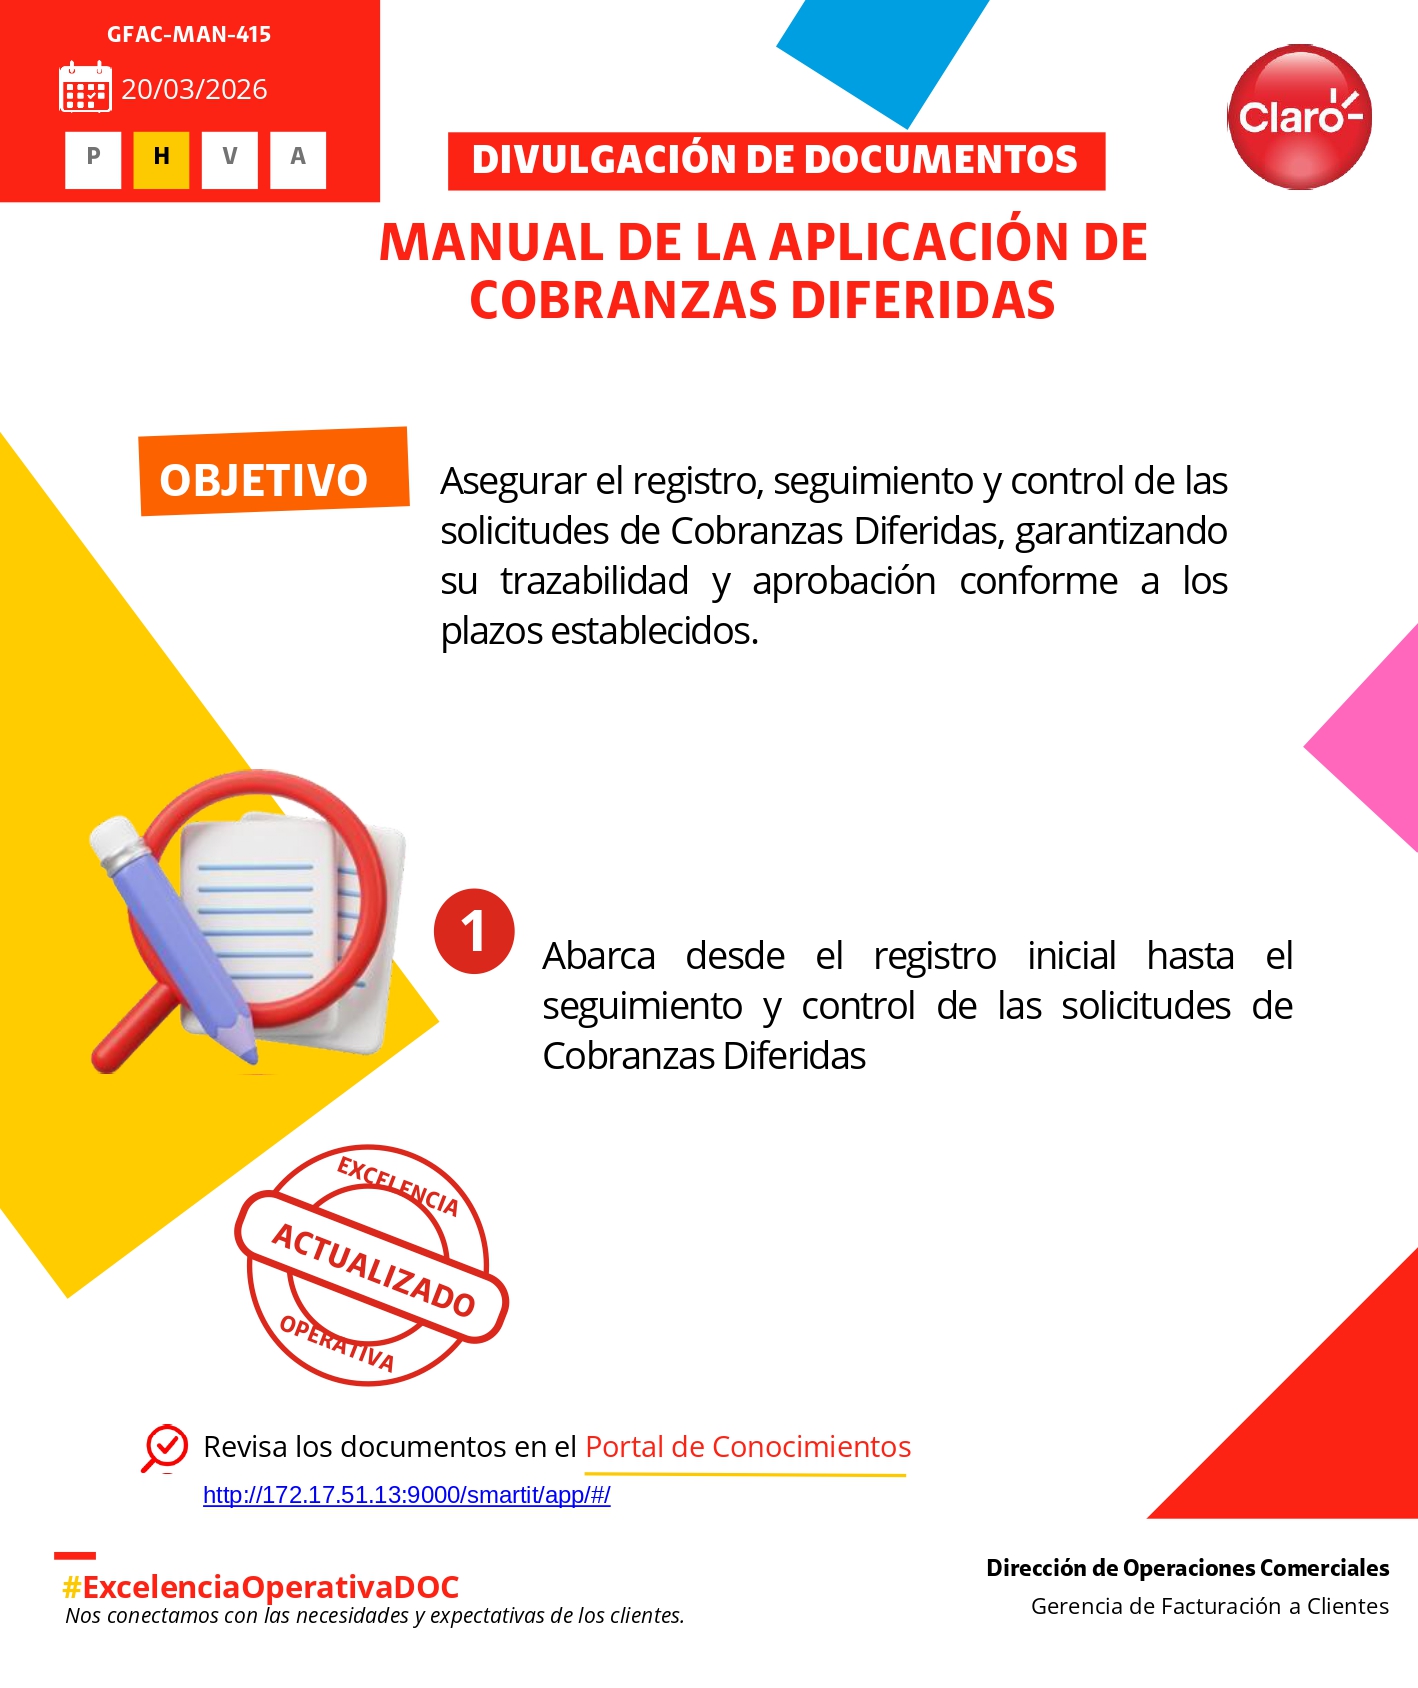 GFAC-MAN-415
20/03/2026
P H V A
Claro
DIVULGACIÓN DE DOCUMENTOS
MANUAL DE LA APLICACIÓN DE
COBRANZAS DIFERIDAS
OBJETIVO
Asegurar el registro, seguimiento y control de las
solicitudes de Cobranzas Diferidas, garantizando
su trazabilidad y aprobación conforme a los
plazos establecidos.
1
Abarca desde el registro inicial hasta el
seguimiento y control de las solicitudes de
Cobranzas Diferidas
EXCELENCIA
ACTUALIZADO
OPERATIVA
Revisa los documentos en el Portal de Conocimientos
http://172.17.51.13:9000/smartit/app/#/
#ExcelenciaOperativaDOC
Nos conectamos con las necesidades y expectativas de los clientes.
Dirección de Operaciones Comerciales
Gerencia de Facturación a Clientes